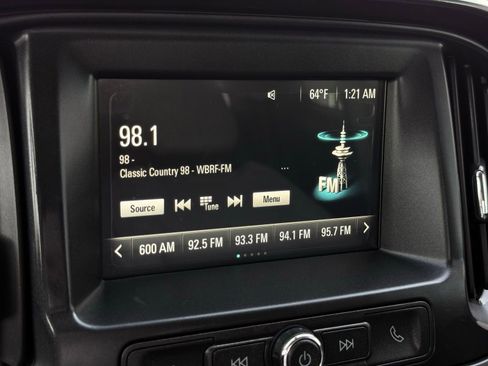 64°F 1:21 AM
98.1
98 -
Classic Country 98 - WBRF-FM ...
FM
Source Tune Menu
600 AM 92.5 FM 93.3 FM 94.1 FM 95.7 FM